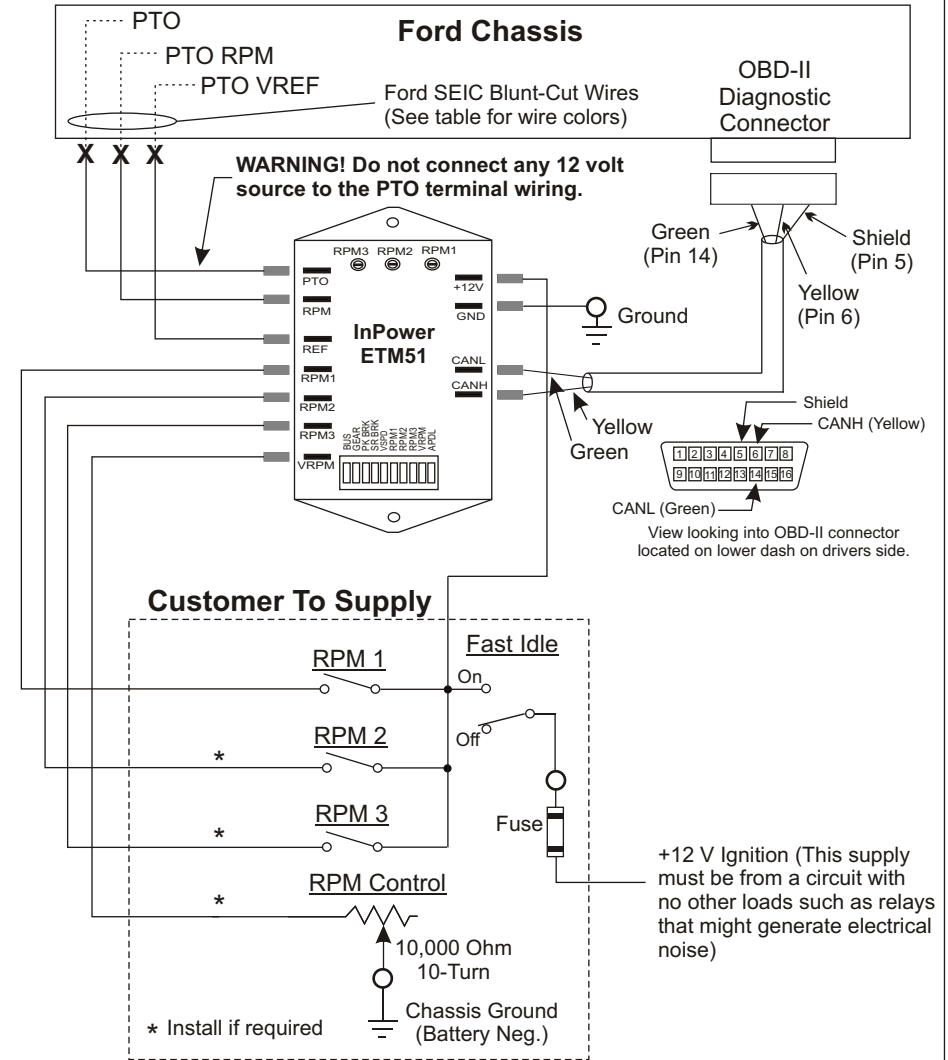 PTO
PTO RPM
PTO VREF
Ford Chassis
Ford SEIC Blunt-Cut Wires
(See table for wire colors)
OBD-II
Diagnostic
Connector
X X X
WARNING! Do not connect any 12 volt
source to the PTO terminal wiring.
Green
(Pin 14)
Shield
(Pin 5)
Yellow
(Pin 6)
RPM3 RPM2 RPM1
PTO
RPM
REF
RPM1
RPM2
RPM3
VRPM
InPower
ETM51
+12V
GND
CANL
CANH
BUS
GEAR
PK BRK
SR BRK
VSPD
RPM1
RPM2
RPM3
VRPM
APDL
Ground
Yellow
Green
Shield
CANH (Yellow)
1 2 3 4 5 6 7 8
9 10 11 12 13 14 15 16
CANL (Green)
View looking into OBD-II connector
located on lower dash on drivers side.
Customer To Supply
RPM 1
Fast Idle
On
Off
* RPM 2
* RPM 3
Fuse
* RPM Control
10,000 Ohm
10-Turn
Chassis Ground
(Battery Neg.)
* Install if required
+12 V Ignition (This supply
must be from a circuit with
no other loads such as relays
that might generate electrical
noise)